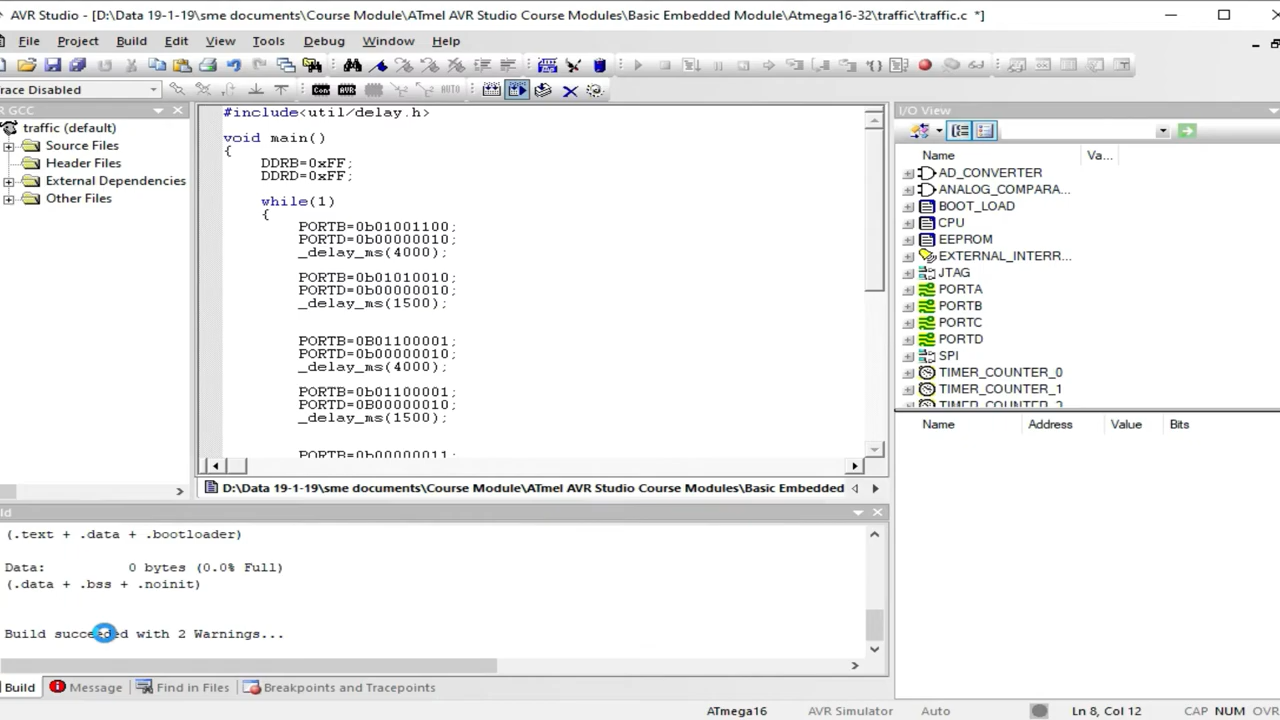 AVR Studio - [D:\Data 19-1-19\sme documents\Course Module\ATmel AVR Studio Course Modules\Basic Embedded Module\Atmega16-32\traffic\traffic.c *]
File Project Build Edit View Tools Debug Window Help
race Disabled
Con AVR AUTO
R GCC
traffic (default)
Source Files
Header Files
External Dependencies
Other Files
#include<util/delay.h>
void main()
{
DDRB=0xFF;
DDRD=0xFF;
while(1)
{
PORTB=0b01001100;
PORTD=0b00000010;
_delay_ms(4000);
PORTB=0b01010010;
PORTD=0b00000010;
_delay_ms(1500);
PORTB=0B01100001;
PORTD=0b00000010;
_delay_ms(4000);
PORTB=0b01100001;
PORTD=0B00000010;
_delay_ms(1500);
PORTB=0b00000011;
D:\Data 19-1-19\sme documents\Course Module\ATmel AVR Studio Course Modules\Basic Embedded
I/O View
Name Va...
AD_CONVERTER
ANALOG_COMPARA...
BOOT_LOAD
CPU
EEPROM
EXTERNAL_INTERR...
JTAG
PORTA
PORTB
PORTC
PORTD
SPI
TIMER_COUNTER_0
TIMER_COUNTER_1
TIMER_COUNTER_2
Name Address Value Bits
ld
(.text + .data + .bootloader)
Data: 0 bytes (0.0% Full)
(.data + .bss + .noinit)
Build succeeded with 2 Warnings...
Build Message Find in Files Breakpoints and Tracepoints
ATmega16 AVR Simulator Auto Ln 8, Col 12 CAP NUM OVR